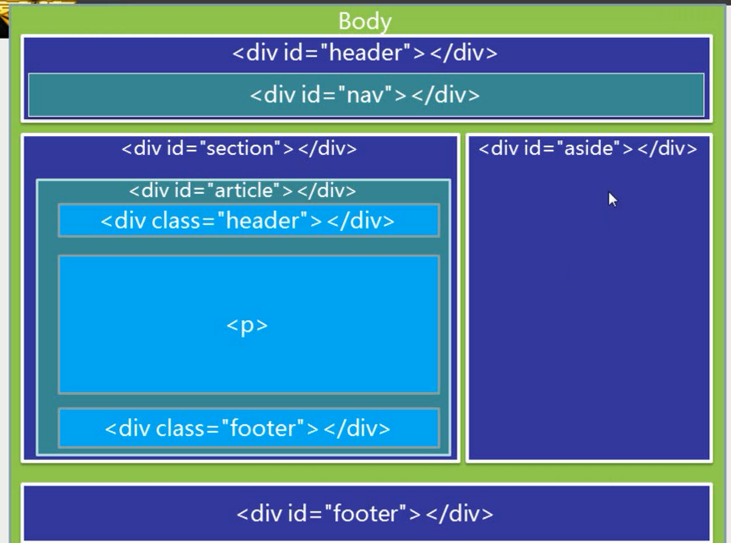 Body
<div id="header"></div>
<div id="nav"></div>
<div id="section"></div>
<div id="aside"></div>
<div id="article"></div>
<div class="header"></div>
<p>
<div class="footer"></div>
<div id="footer"></div>